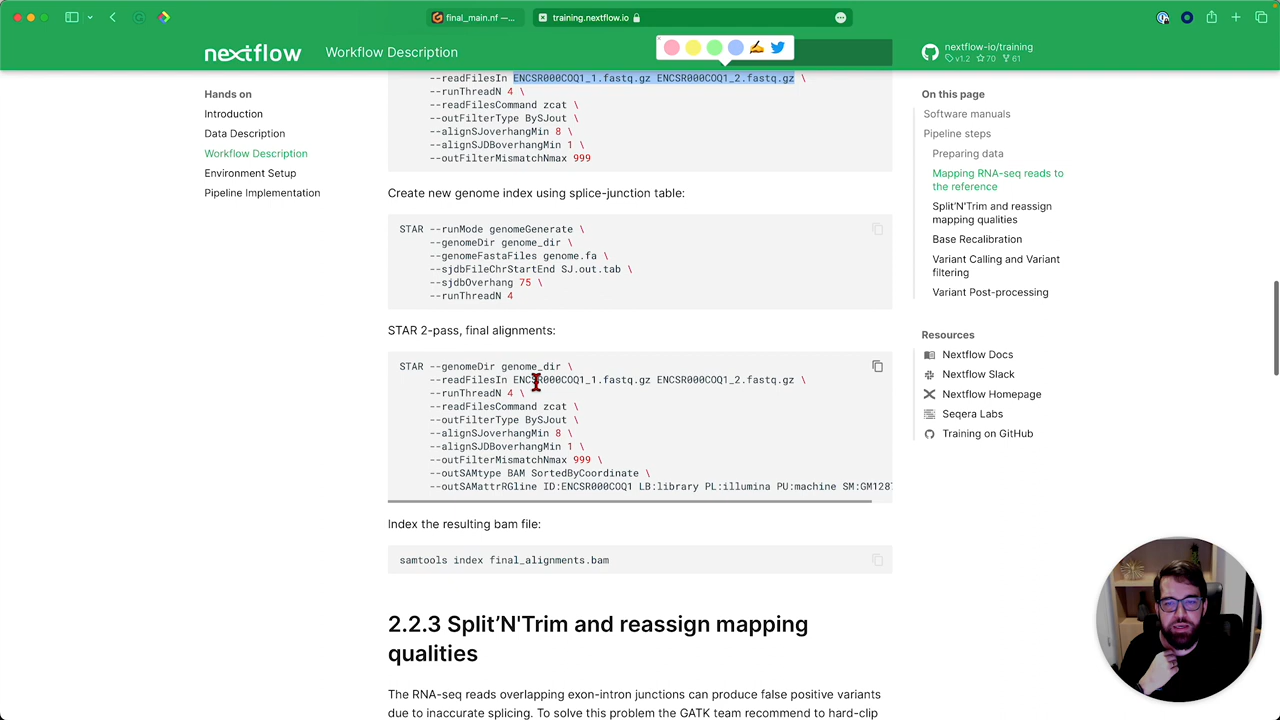 final_main.nf —...
training.nextflow.io
nextflow
Workflow Description
nextflow-io/training
v1.2 70 61
Hands on
Introduction
Data Description
Workflow Description
Environment Setup
Pipeline Implementation
--readFilesIn ENCSR000COQ1_1.fastq.gz ENCSR000COQ1_2.fastq.gz \
--runThreadN 4 \
--readFilesCommand zcat \
--outFilterType BySJout \
--alignSJoverhangMin 8 \
--alignSJDBoverhangMin 1 \
--outFilterMismatchNmax 999
Create new genome index using splice-junction table:
STAR --runMode genomeGenerate \
--genomeDir genome_dir \
--genomeFastaFiles genome.fa \
--sjdbFileChrStartEnd SJ.out.tab \
--sjdbOverhang 75 \
--runThreadN 4
STAR 2-pass, final alignments:
STAR --genomeDir genome_dir \
--readFilesIn ENCSR000COQ1_1.fastq.gz ENCSR000COQ1_2.fastq.gz \
--runThreadN 4 \
--readFilesCommand zcat \
--outFilterType BySJout \
--alignSJoverhangMin 8 \
--alignSJDBoverhangMin 1 \
--outFilterMismatchNmax 999 \
--outSAMtype BAM SortedByCoordinate \
--outSAMattrRGline ID:ENCSR000COQ1 LB:library PL:illumina PU:machine SM:GM1287
Index the resulting bam file:
samtools index final_alignments.bam
2.2.3 Split’N'Trim and reassign mapping
qualities
The RNA-seq reads overlapping exon-intron junctions can produce false positive variants
due to inaccurate splicing. To solve this problem the GATK team recommend to hard-clip
On this page
Software manuals
Pipeline steps
Preparing data
Mapping RNA-seq reads to
the reference
Split’N'Trim and reassign
mapping qualities
Base Recalibration
Variant Calling and Variant
filtering
Variant Post-processing
Resources
Nextflow Docs
Nextflow Slack
Nextflow Homepage
Seqera Labs
Training on GitHub